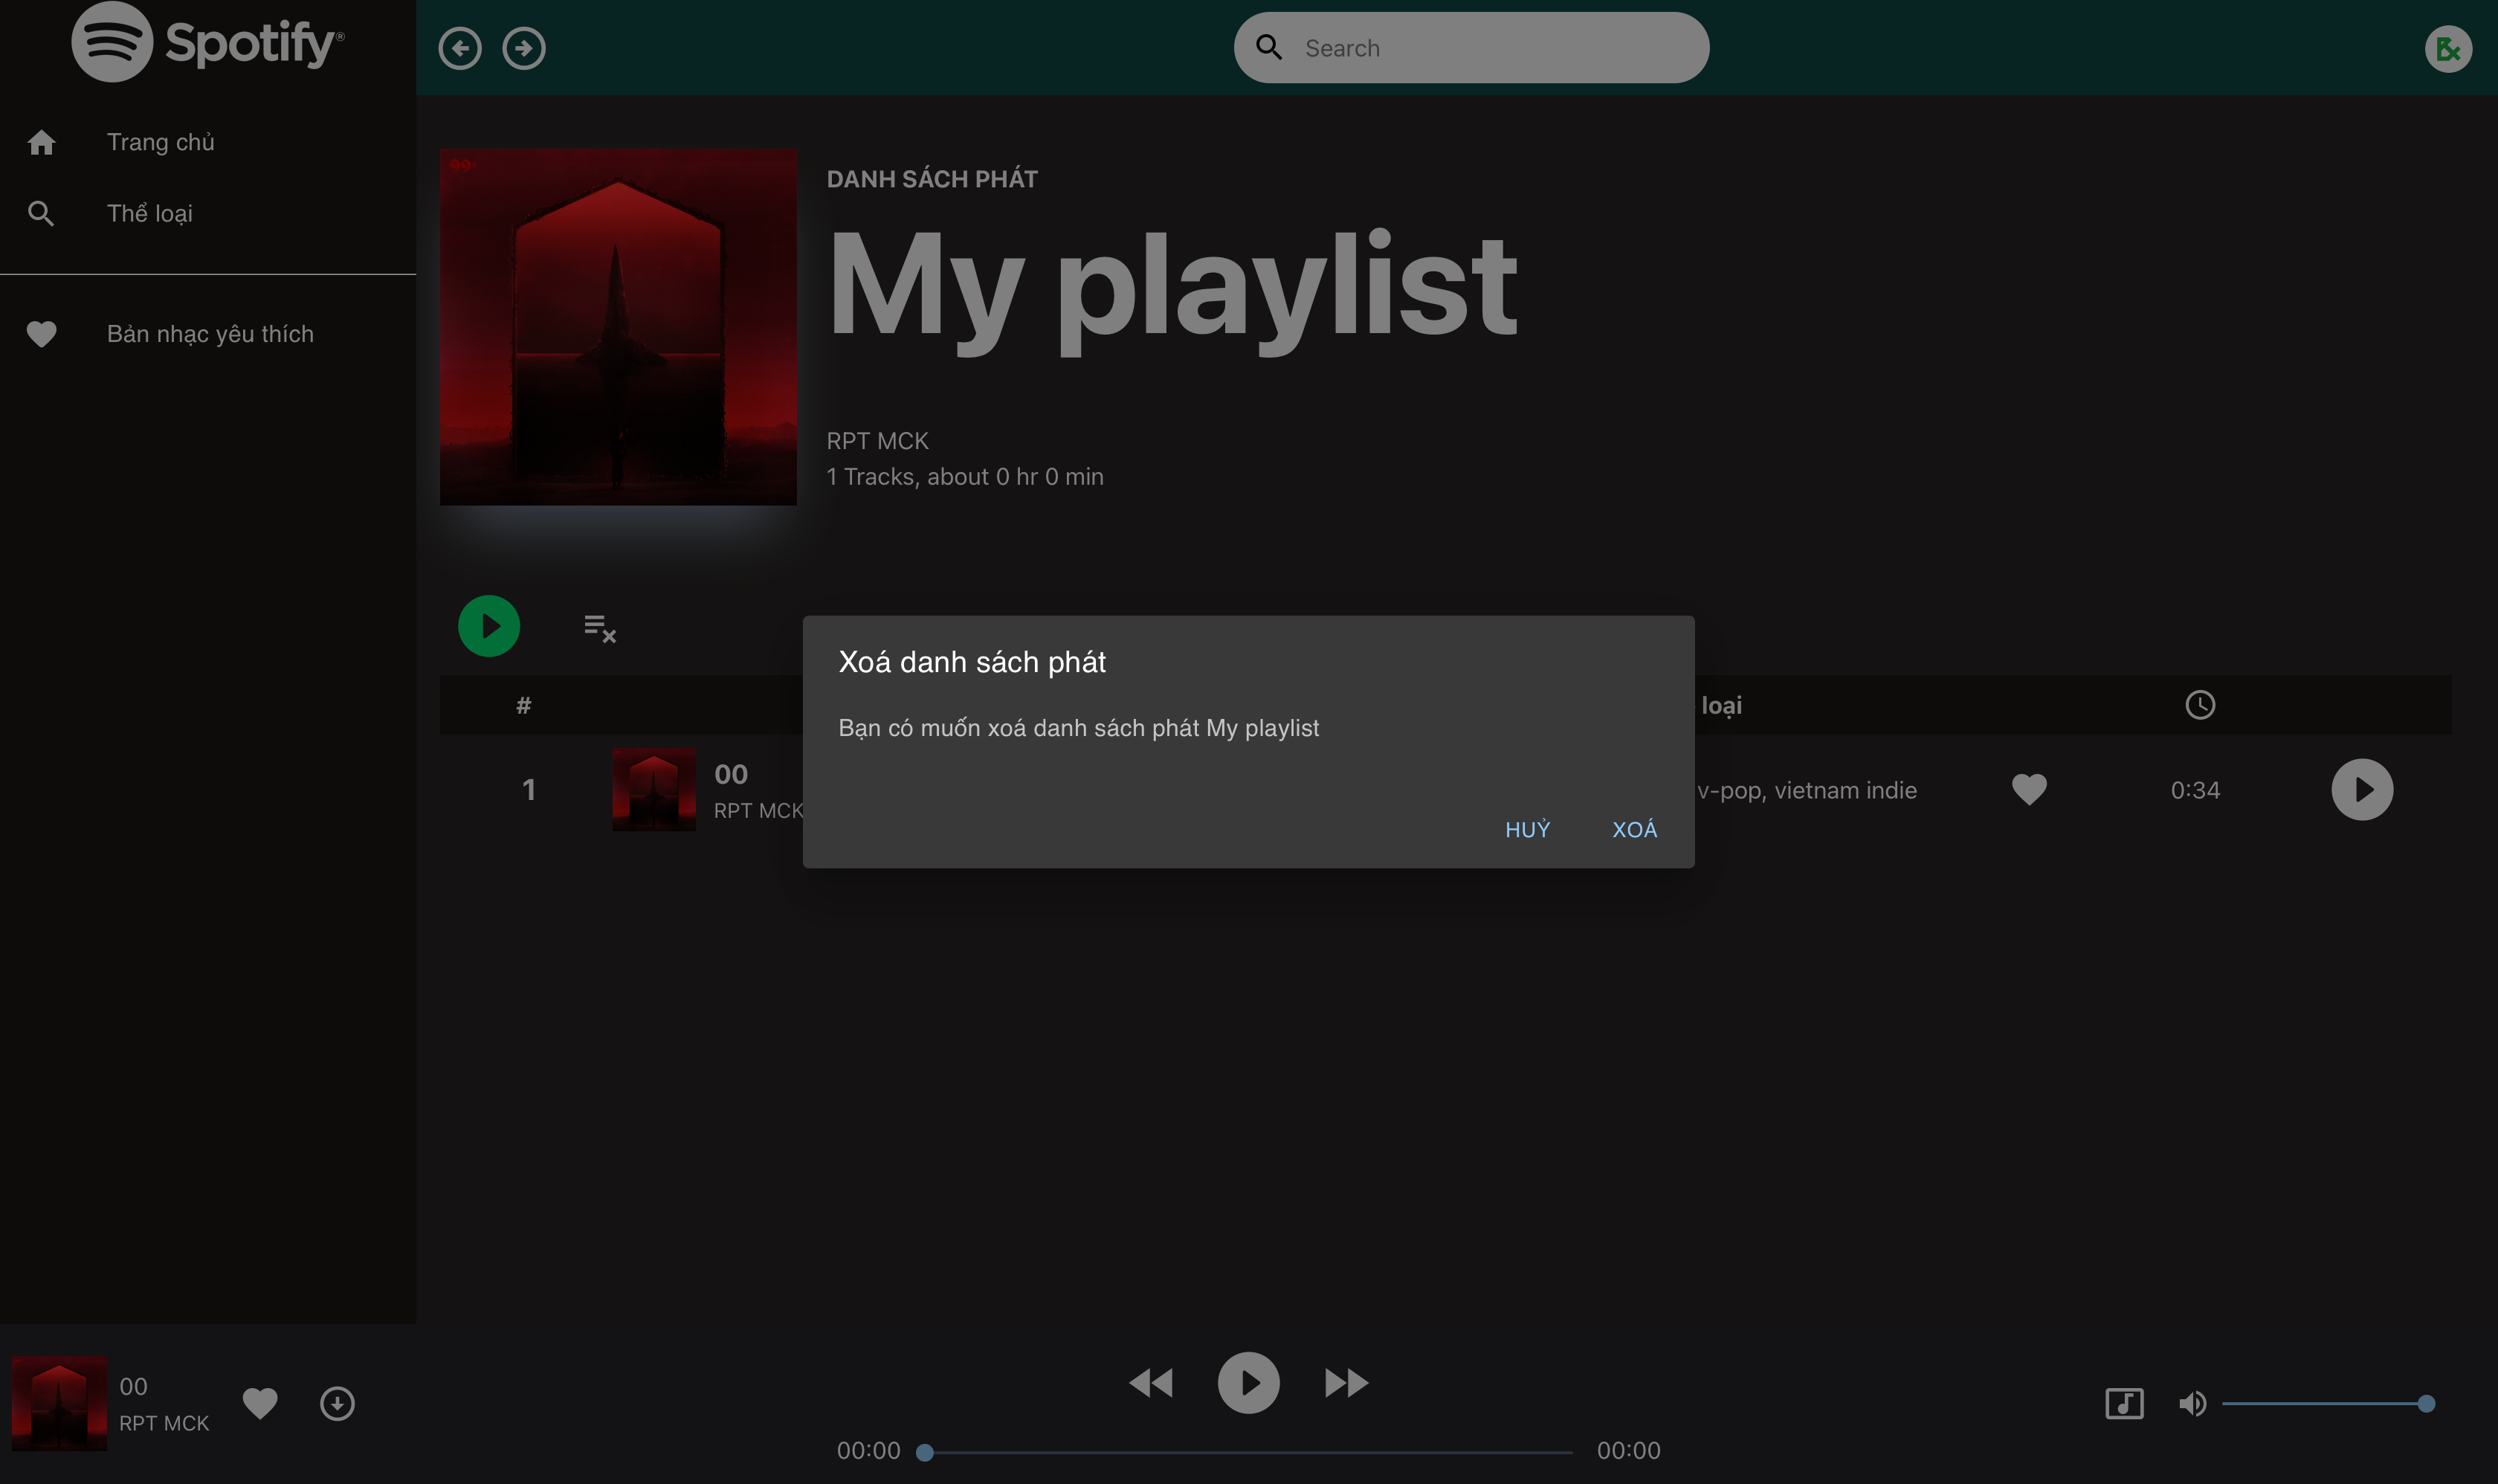 Spotify®
Search
Trang chủ
Thể loại
Bản nhạc yêu thích
DANH SÁCH PHÁT
My playlist
RPT MCK
1 Tracks, about 0 hr 0 min
Xoá danh sách phát
Bạn có muốn xoá danh sách phát My playlist
HUỶ XOÁ
# loại
1 00 v-pop, vietnam indie 0:34
RPT MCK
00
RPT MCK
00:00 00:00